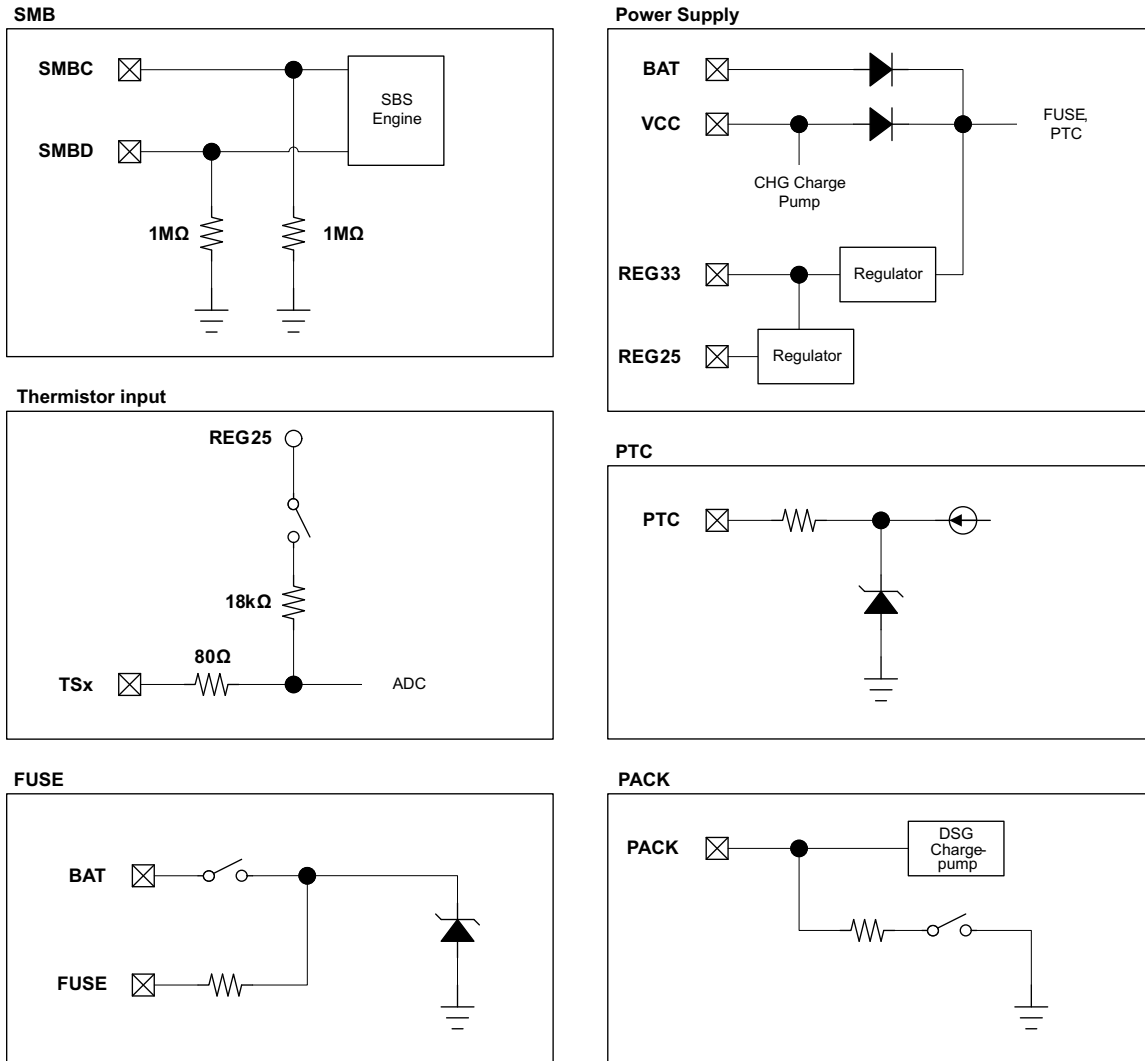 SMB
SMBC
SMBD
SBS
Engine
1MΩ
1MΩ
Power Supply
BAT
VCC
FUSE,
PTC
CHG Charge
Pump
REG33
Regulator
REG25
Regulator
Thermistor input
REG25
18kΩ
80Ω
TSx
ADC
PTC
PTC
FUSE
BAT
FUSE
PACK
PACK
DSG
Charge-
pump